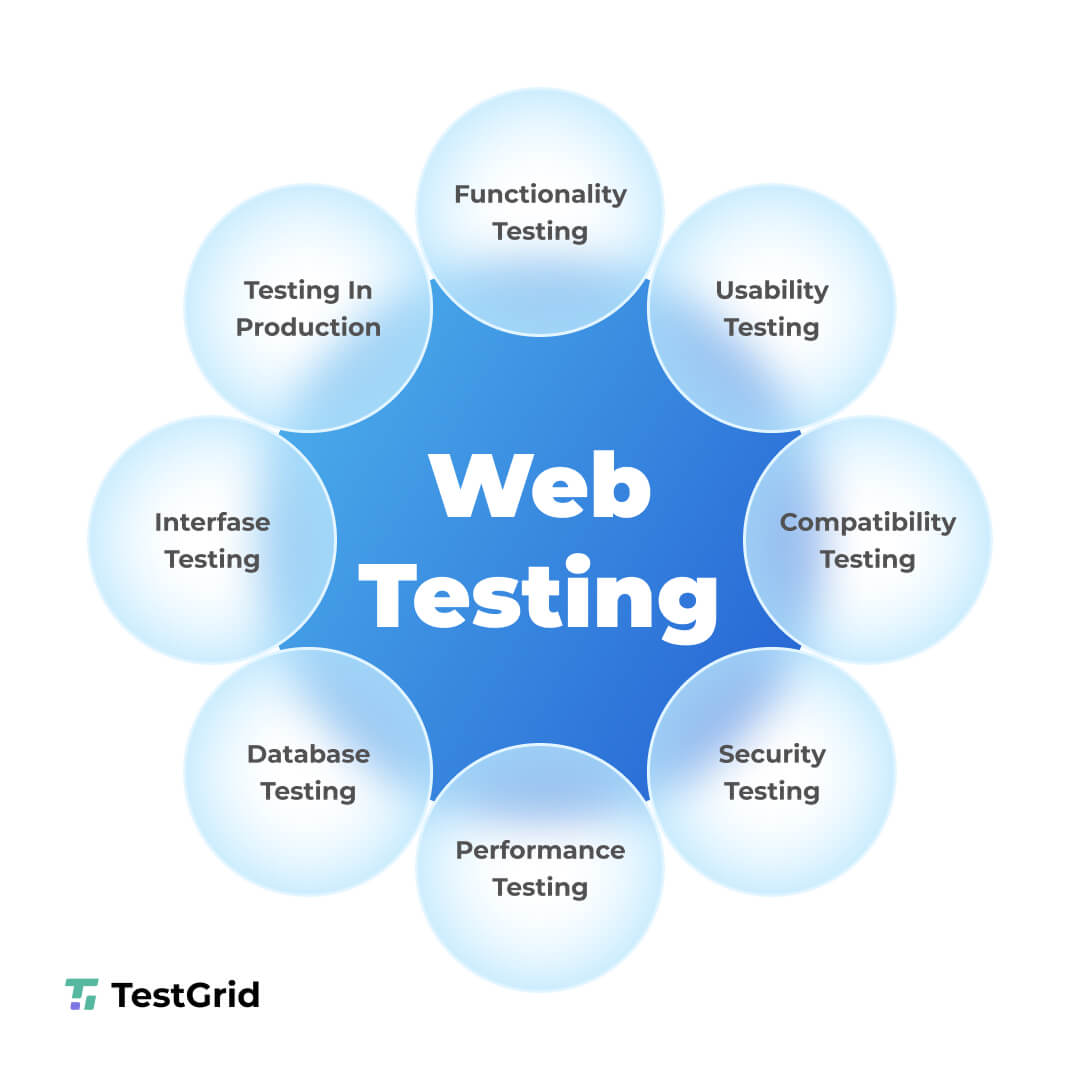 Functionality
Testing
Usability
Testing
Compatibility
Testing
Security
Testing
Performance
Testing
Database
Testing
Interfase
Testing
Testing In
Production
Web
Testing
TestGrid